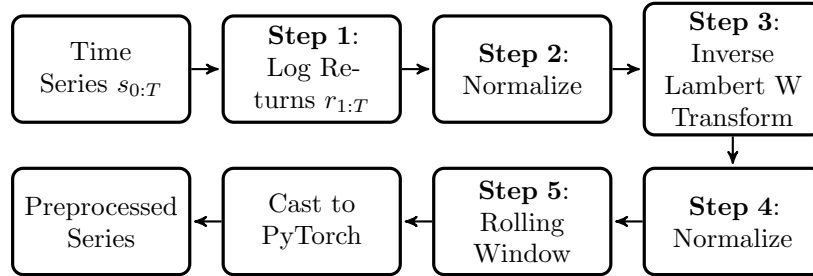 Time
Series s₀:T
Step 1:
Log Re-
turns r₁:T
Step 2:
Normalize
Step 3:
Inverse
Lambert W
Transform
Step 4:
Normalize
Step 5:
Rolling
Window
Cast to
PyTorch
Preprocessed
Series